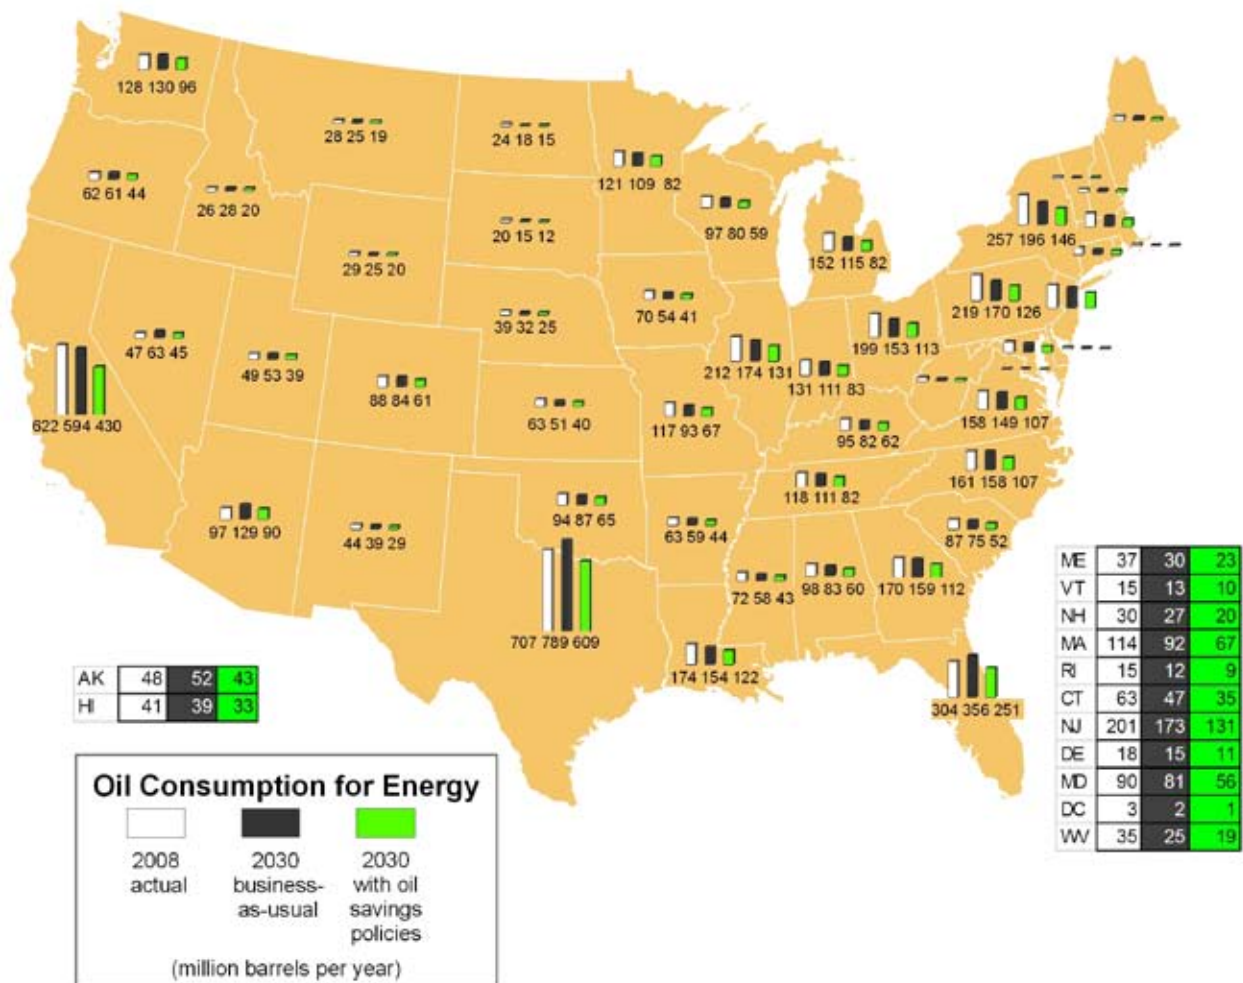 128 130 96
28 25 19
24 18 15
62 61 44
26 28 20
121 109 82
97 80 59
20 15 12
257 196 146
152 115 82
29 25 20
39 32 25
70 54 41
219 170 126
47 63 45
49 53 39
199 153 113
212 174 131
131 111 83
88 84 61
63 51 40
117 93 67
158 149 107
622 594 430
95 82 62
161 158 107
118 111 82
97 129 90
44 39 29
94 87 65
63 59 44
87 75 52
72 58 43
98 83 60
170 159 112
707 789 609
174 154 122
304 356 251
AK 48 52 43
HI 41 39 33
ME 37 30 23
VT 15 13 10
NH 30 27 20
MA 114 92 67
RI 15 12 9
CT 63 47 35
NJ 201 173 131
DE 18 15 11
MD 90 81 56
DC 3 2 1
WV 35 25 19
Oil Consumption for Energy
2008 2030 2030
actual business- with oil
as-usual savings
policies
(million barrels per year)